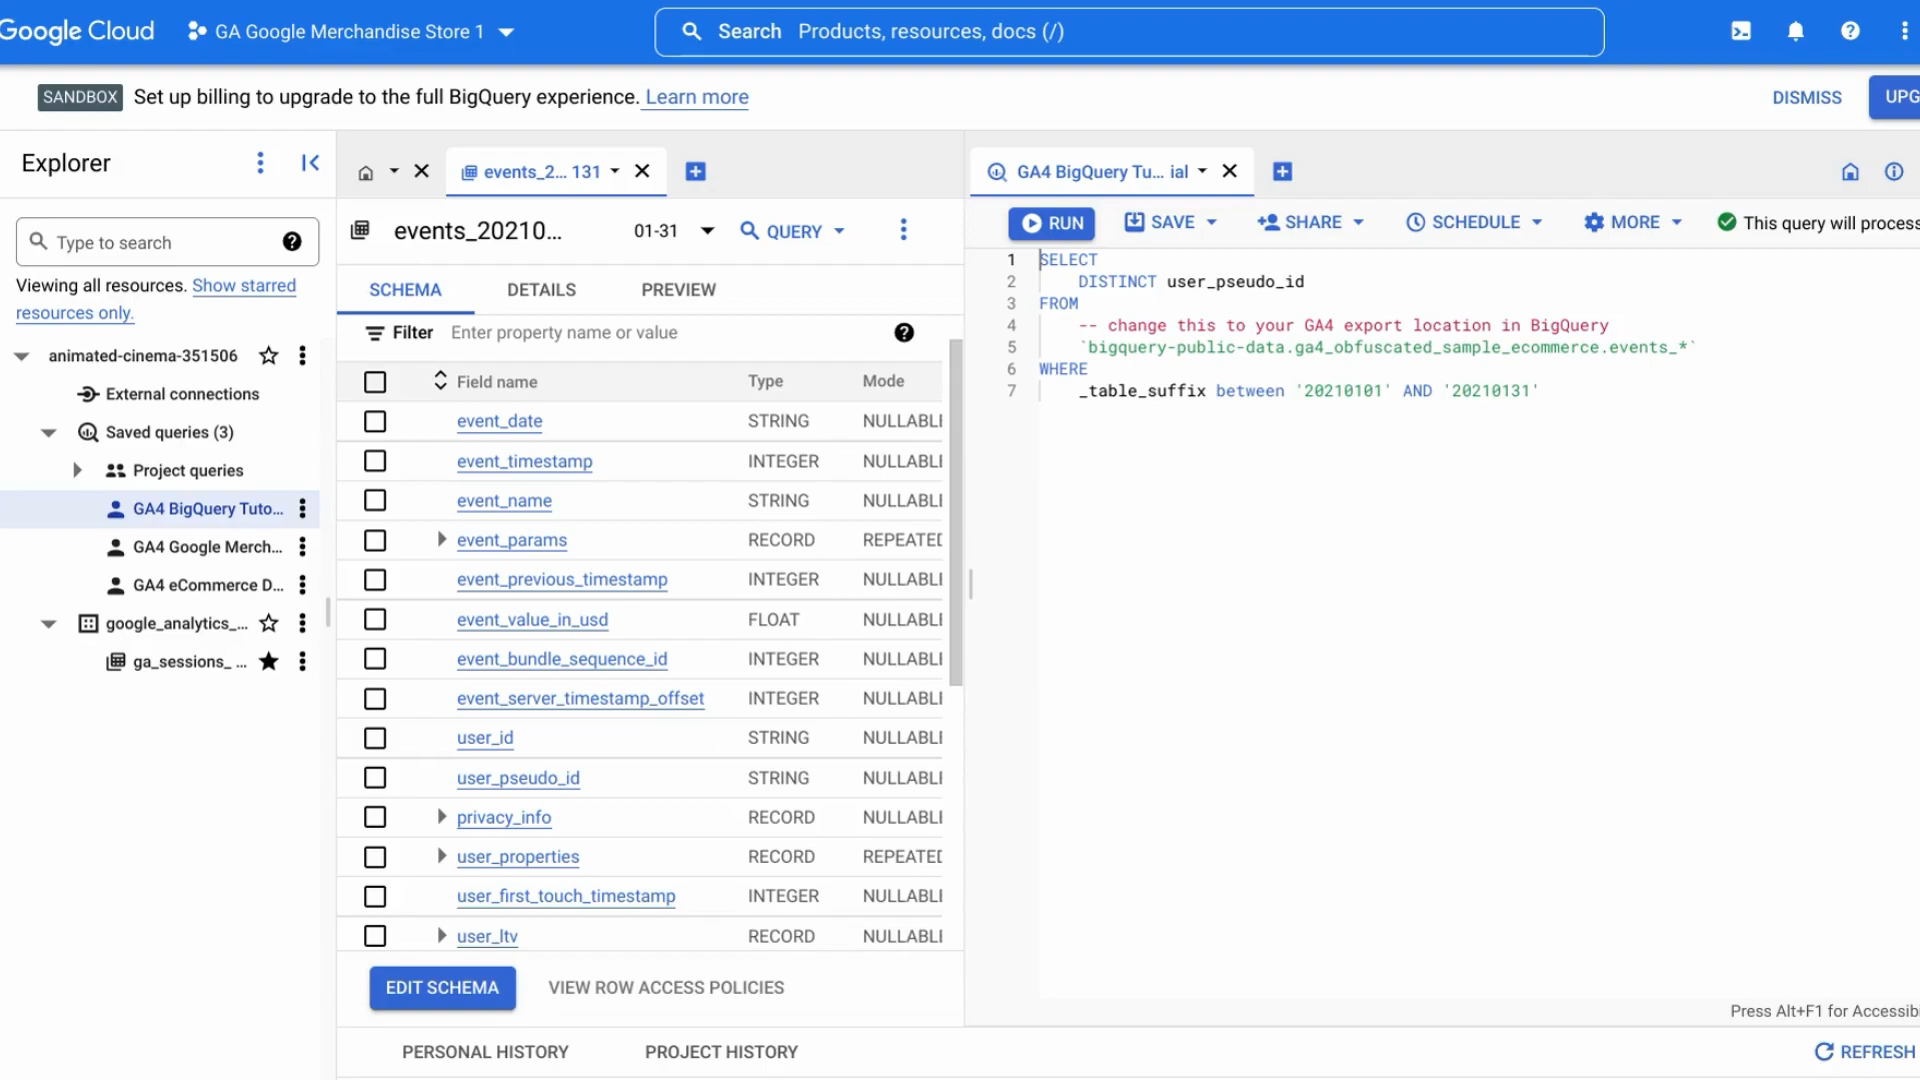 Google Cloud
GA Google Merchandise Store 1
Search Products, resources, docs (/)
SANDBOX Set up billing to upgrade to the full BigQuery experience. Learn more
DISMISS
UPG
Explorer
Type to search
Viewing all resources. Show starred
resources only.
animated-cinema-351506
External connections
Saved queries (3)
Project queries
GA4 BigQuery Tuto...
GA4 Google Merch...
GA4 eCommerce D...
google_analytics_...
ga_sessions_ ...
events_2... 131
events_20210...
01-31
QUERY
SCHEMA DETAILS PREVIEW
Filter Enter property name or value
Field name Type Mode
event_date STRING NULLABLE
event_timestamp INTEGER NULLABLE
event_name STRING NULLABLE
event_params RECORD REPEATED
event_previous_timestamp INTEGER NULLABLE
event_value_in_usd FLOAT NULLABLE
event_bundle_sequence_id INTEGER NULLABLE
event_server_timestamp_offset INTEGER NULLABLE
user_id STRING NULLABLE
user_pseudo_id STRING NULLABLE
privacy_info RECORD NULLABLE
user_properties RECORD REPEATED
user_first_touch_timestamp INTEGER NULLABLE
user_ltv RECORD NULLABLE
EDIT SCHEMA VIEW ROW ACCESS POLICIES
GA4 BigQuery Tu... ial
RUN SAVE SHARE SCHEDULE MORE This query will process
1 SELECT
2 DISTINCT user_pseudo_id
3 FROM
4 -- change this to your GA4 export location in BigQuery
5 `bigquery-public-data.ga4_obfuscated_sample_ecommerce.events_*`
6 WHERE
7 _table_suffix between '20210101' AND '20210131'
Press Alt+F1 for Accessibi
PERSONAL HISTORY PROJECT HISTORY
REFRESH